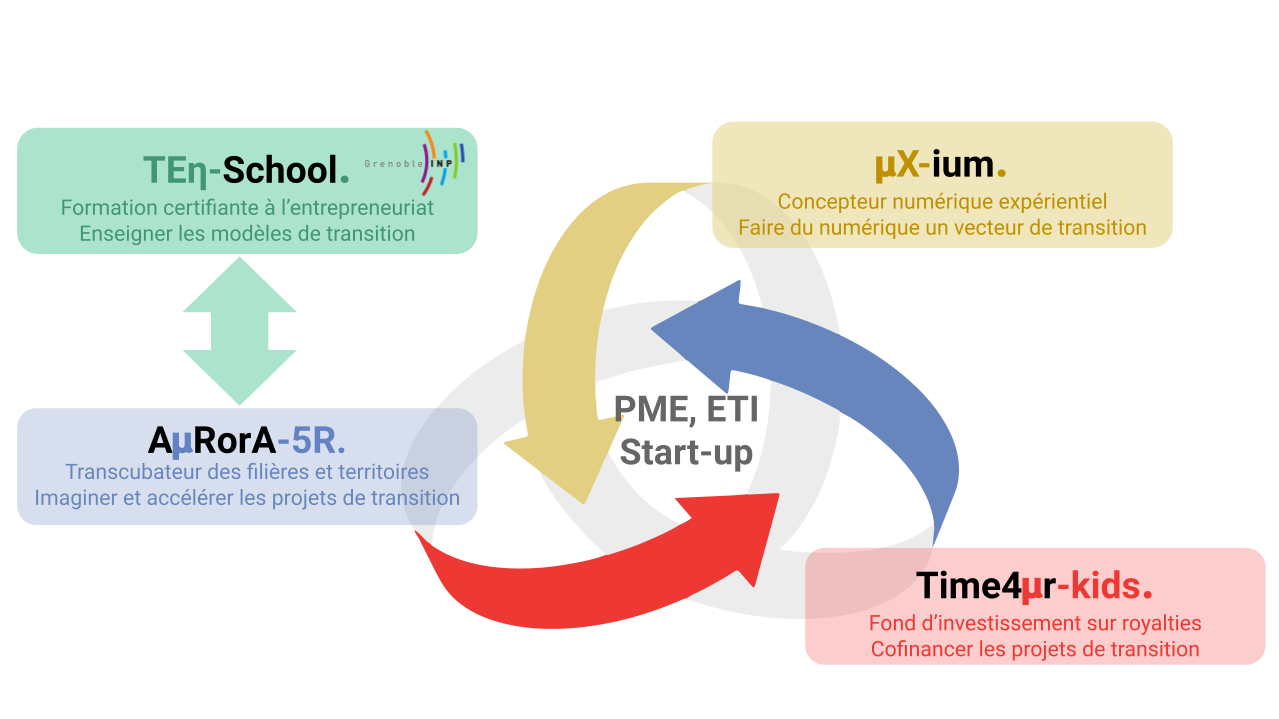 TEη-School.
Grenoble INP
Formation certifiante à l’entrepreneuriat
Enseigner les modèles de transition
µX-ium.
Concepteur numérique expérientiel
Faire du numérique un vecteur de transition
PME, ETI
Start-up
AµRorA-5R.
Transcubateur des filières et territoires
Imaginer et accélérer les projets de transition
Time4µr-kids.
Fond d’investissement sur royalties
Cofinancer les projets de transition